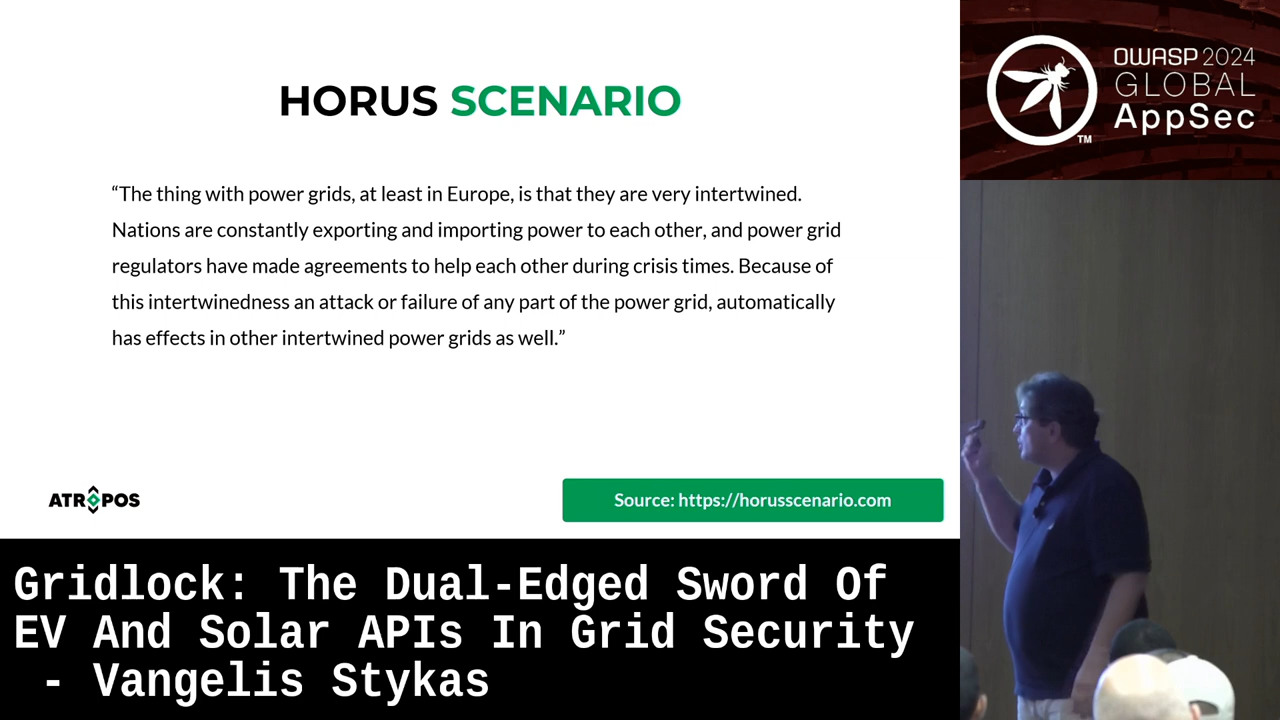 HORUS SCENARIO
“The thing with power grids, at least in Europe, is that they are very intertwined.
Nations are constantly exporting and importing power to each other, and power grid
regulators have made agreements to help each other during crisis times. Because of
this intertwinedness an attack or failure of any part of the power grid, automatically
has effects in other intertwined power grids as well.”
ATROPOS
Source: https://horusscenario.com
OWASP 2024
GLOBAL
AppSec
TM
Gridlock: The Dual-Edged Sword Of
EV And Solar APIs In Grid Security
- Vangelis Stykas